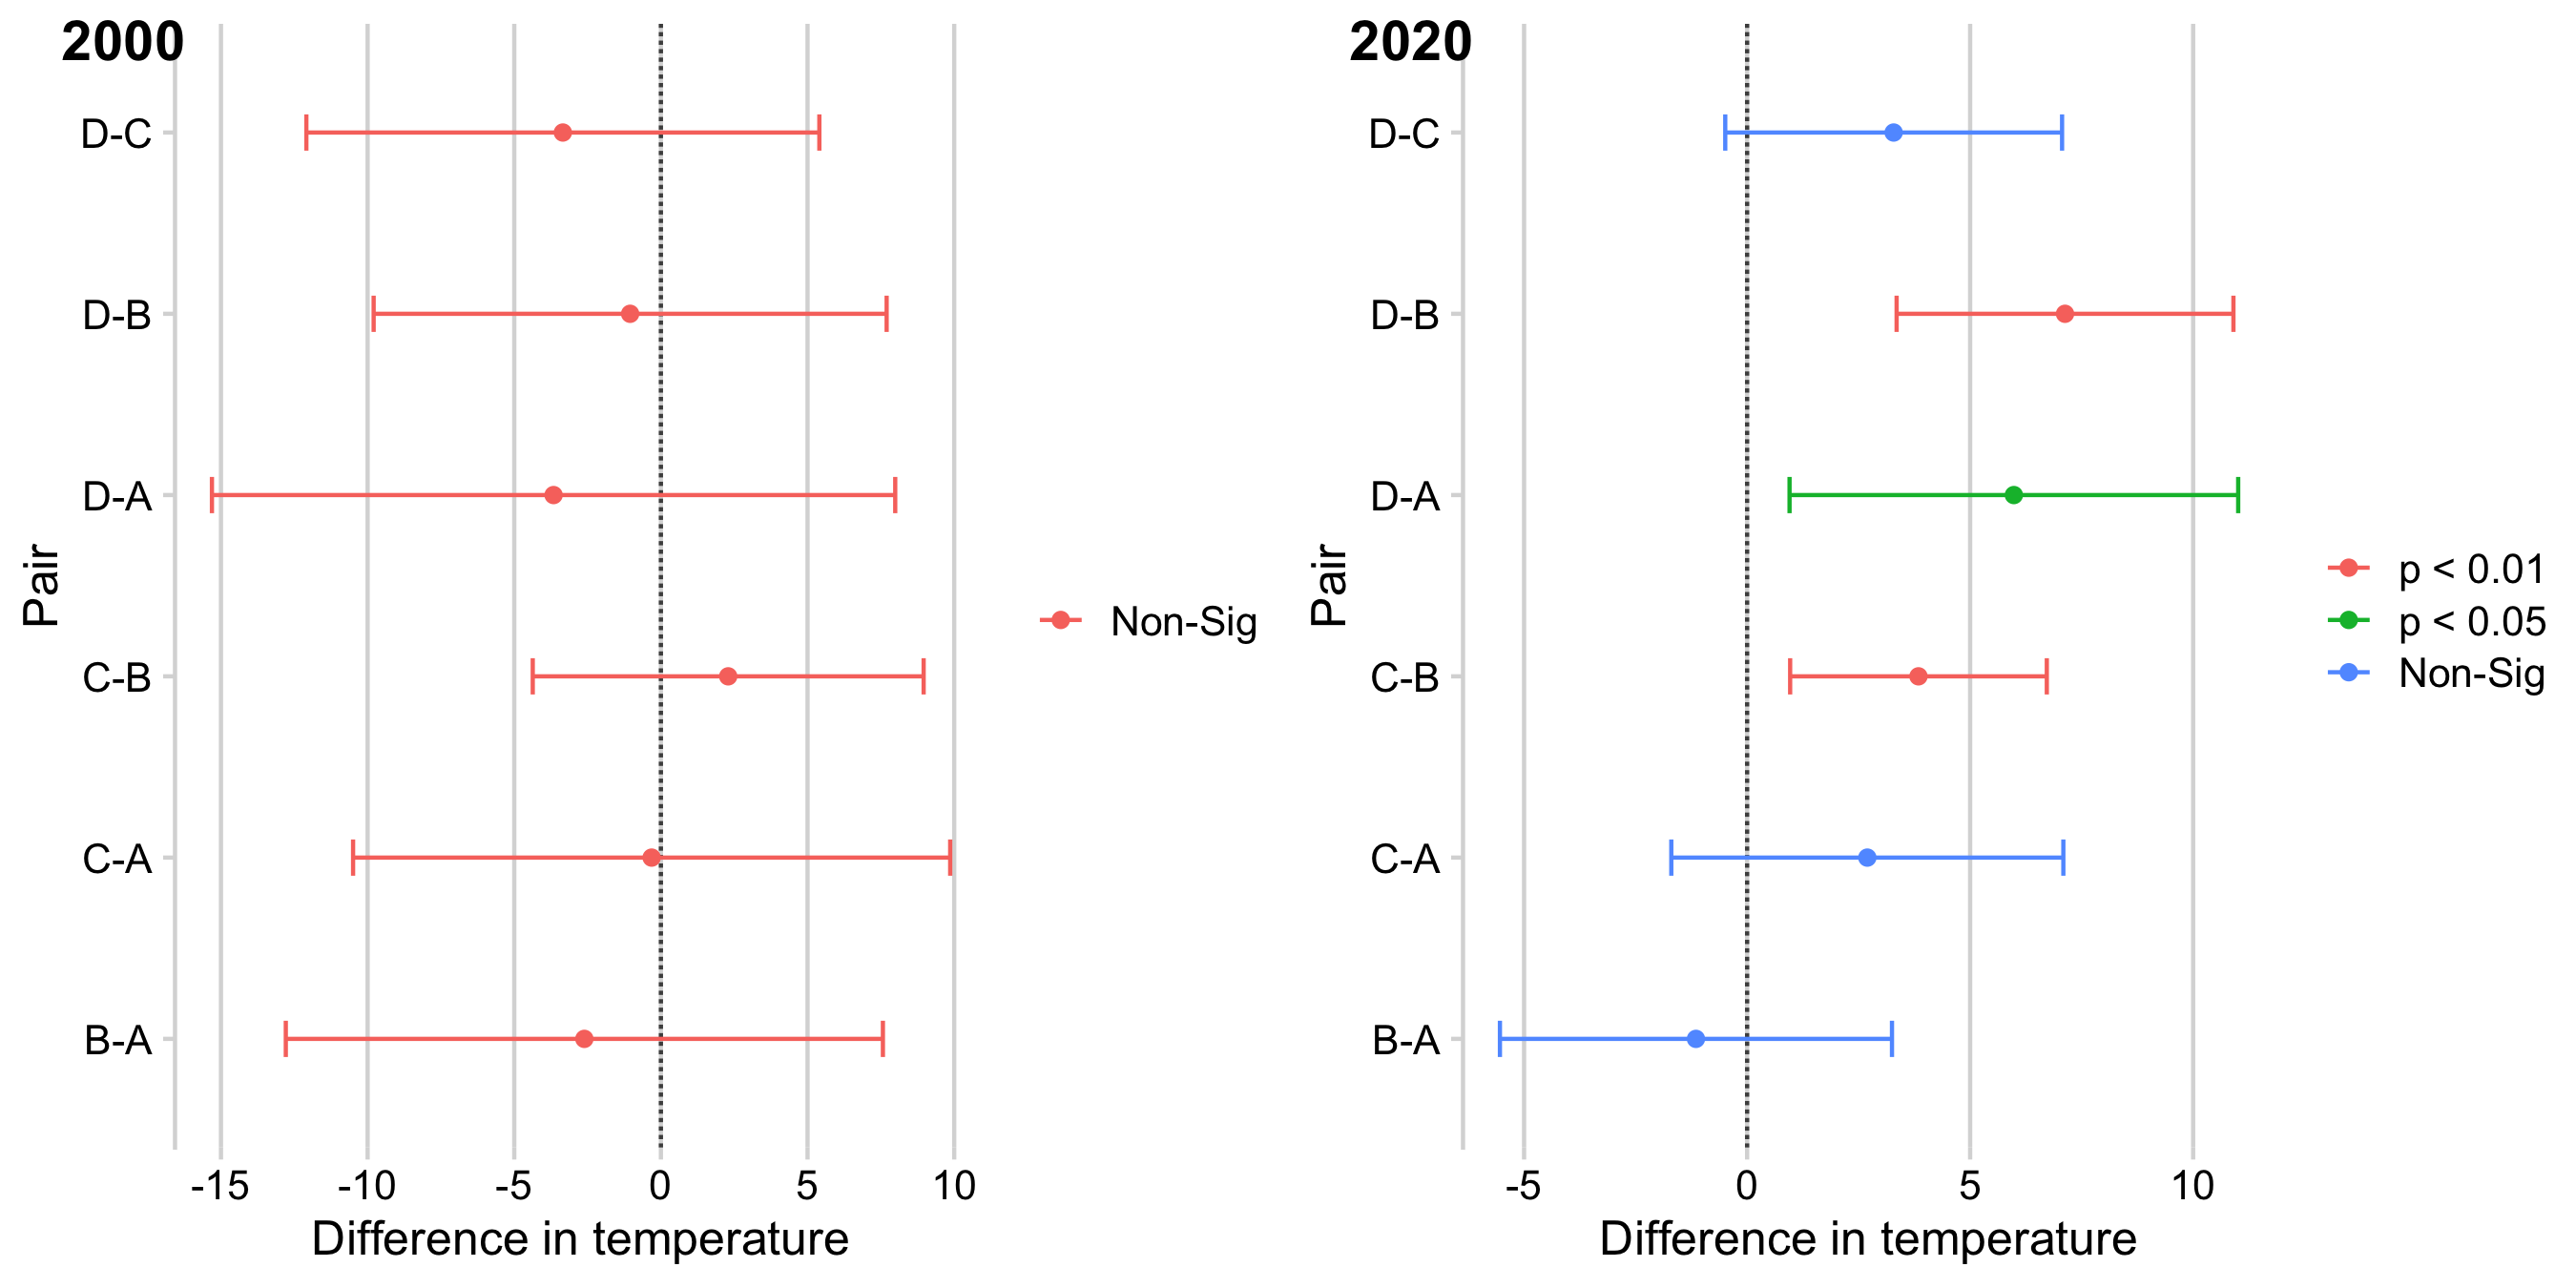 2000
D-C
D-B
D-A
C-B
C-A
B-A
Pair
-15 -10 -5 0 5 10
Difference in temperature
Non-Sig
2020
D-C
D-B
D-A
C-B
C-A
B-A
Pair
-5 0 5 10
Difference in temperature
p < 0.01
p < 0.05
Non-Sig